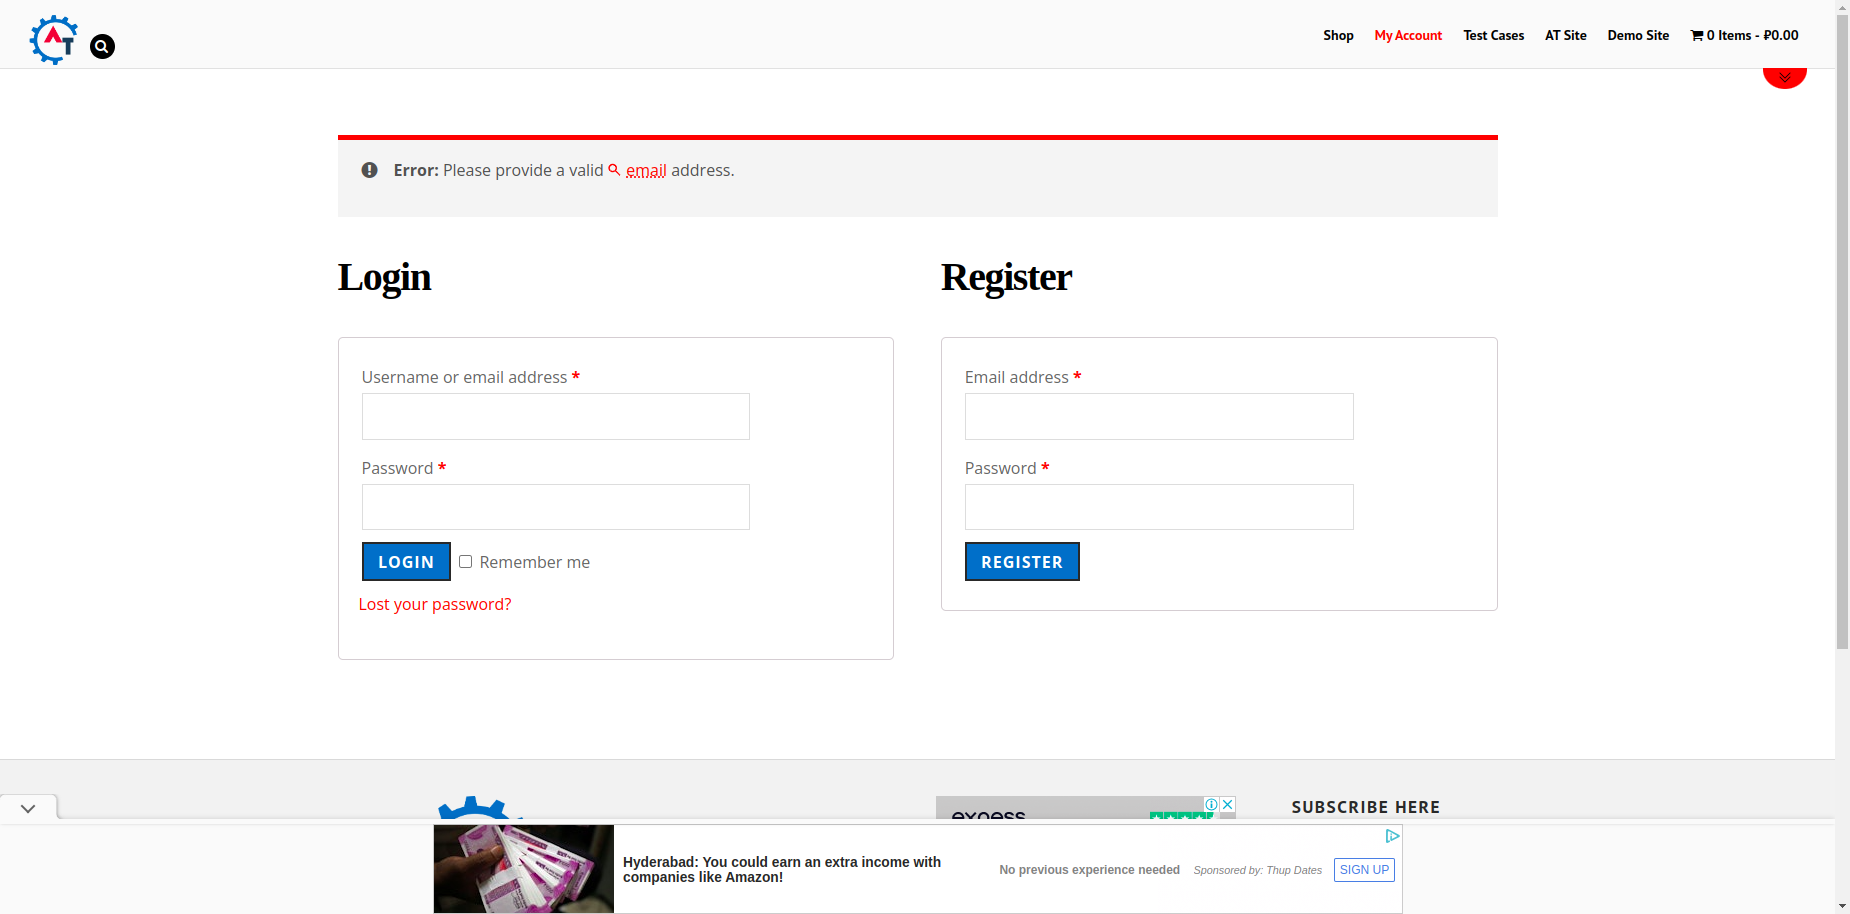 AT
Shop My Account Test Cases AT Site Demo Site 0 Items - ₽0.00
Error: Please provide a valid email address.
Login
Register
Username or email address *
Password *
LOGIN Remember me
Lost your password?
Email address *
Password *
REGISTER
SUBSCRIBE HERE
Hyderabad: You could earn an extra income with
companies like Amazon!
No previous experience needed
Sponsored by: Thup Dates
SIGN UP